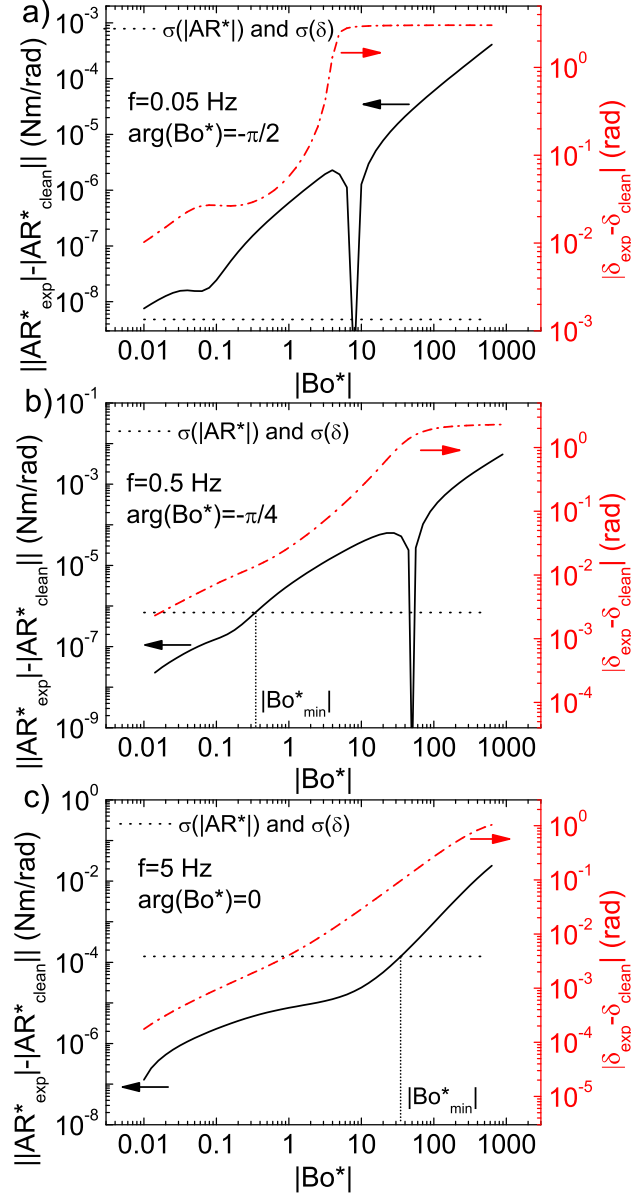 a)
σ(|AR*|) and σ(δ)
f=0.05 Hz
arg(Bo*)=-π/2
10⁻³
10⁻⁴
10⁻⁵
10⁻⁶
10⁻⁷
10⁻⁸
||AR*exp|-|AR*clean|| (Nm/rad)
10⁰
10⁻¹
10⁻²
10⁻³
|δexp-δclean| (rad)
0.01 0.1 1 10 100 1000
|Bo*|
b)
σ(|AR*|) and σ(δ)
f=0.5 Hz
arg(Bo*)=-π/4
10⁻¹
10⁻³
10⁻⁵
10⁻⁷
10⁻⁹
||AR*exp|-|AR*clean|| (Nm/rad)
10⁰
10⁻¹
10⁻²
10⁻³
10⁻⁴
|δexp-δclean| (rad)
|Bo*min|
0.01 0.1 1 10 100 1000
|Bo*|
c)
σ(|AR*|) and σ(δ)
f=5 Hz
arg(Bo*)=0
10⁰
10⁻²
10⁻⁴
10⁻⁶
10⁻⁸
||AR*exp|-|AR*clean|| (Nm/rad)
10⁰
10⁻¹
10⁻²
10⁻³
10⁻⁴
10⁻⁵
|δexp-δclean| (rad)
|Bo*min|
0.01 0.1 1 10 100 1000
|Bo*|